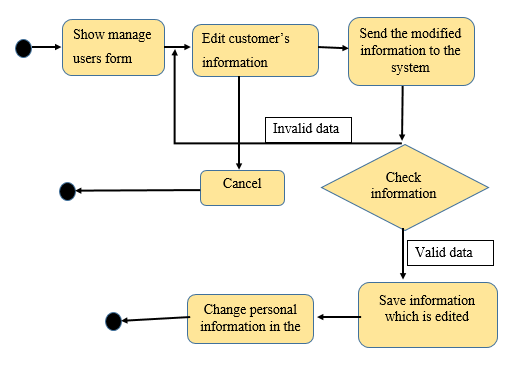 Show manage
users form
Edit customer's
information
Send the modified
information to the
system
Invalid data
Cancel
Check
information
Valid data
Change personal
information in the
Save information
which is edited